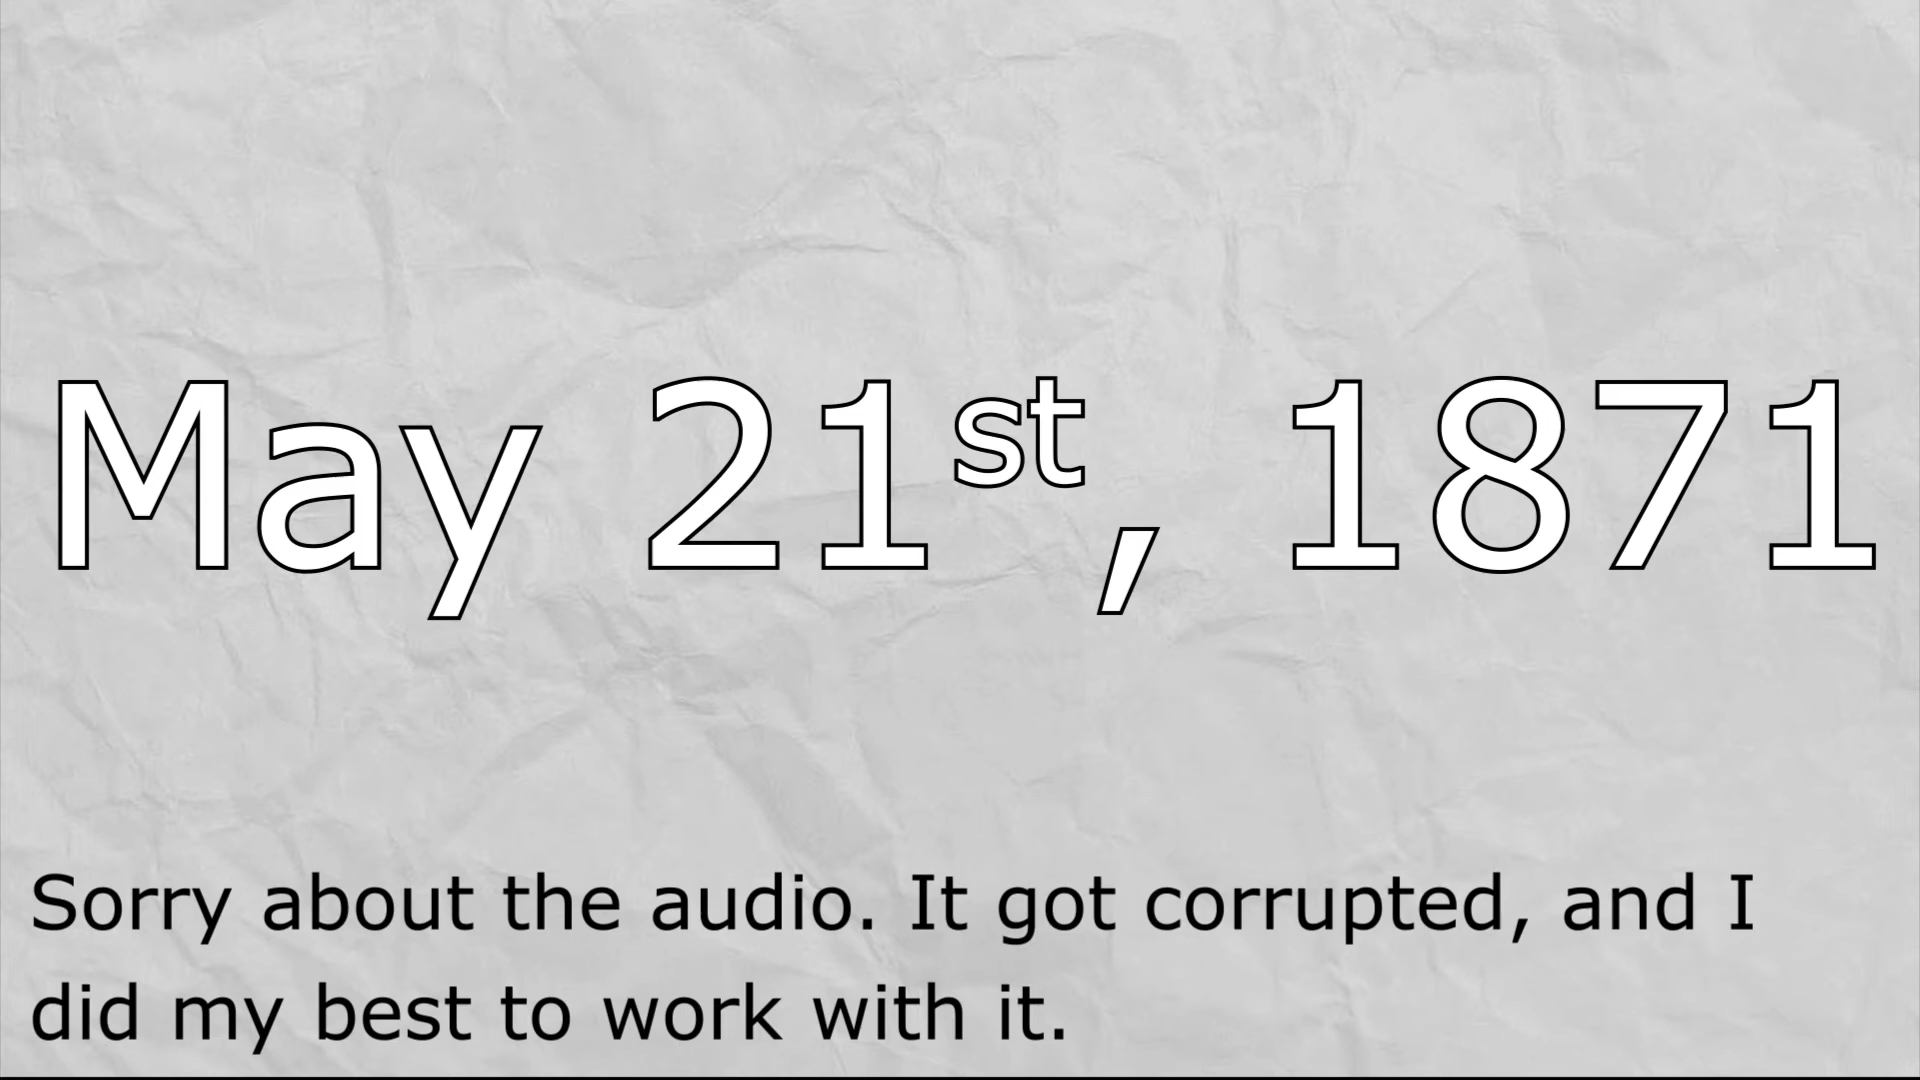 May 21st, 1871
Sorry about the audio. It got corrupted, and I
did my best to work with it.